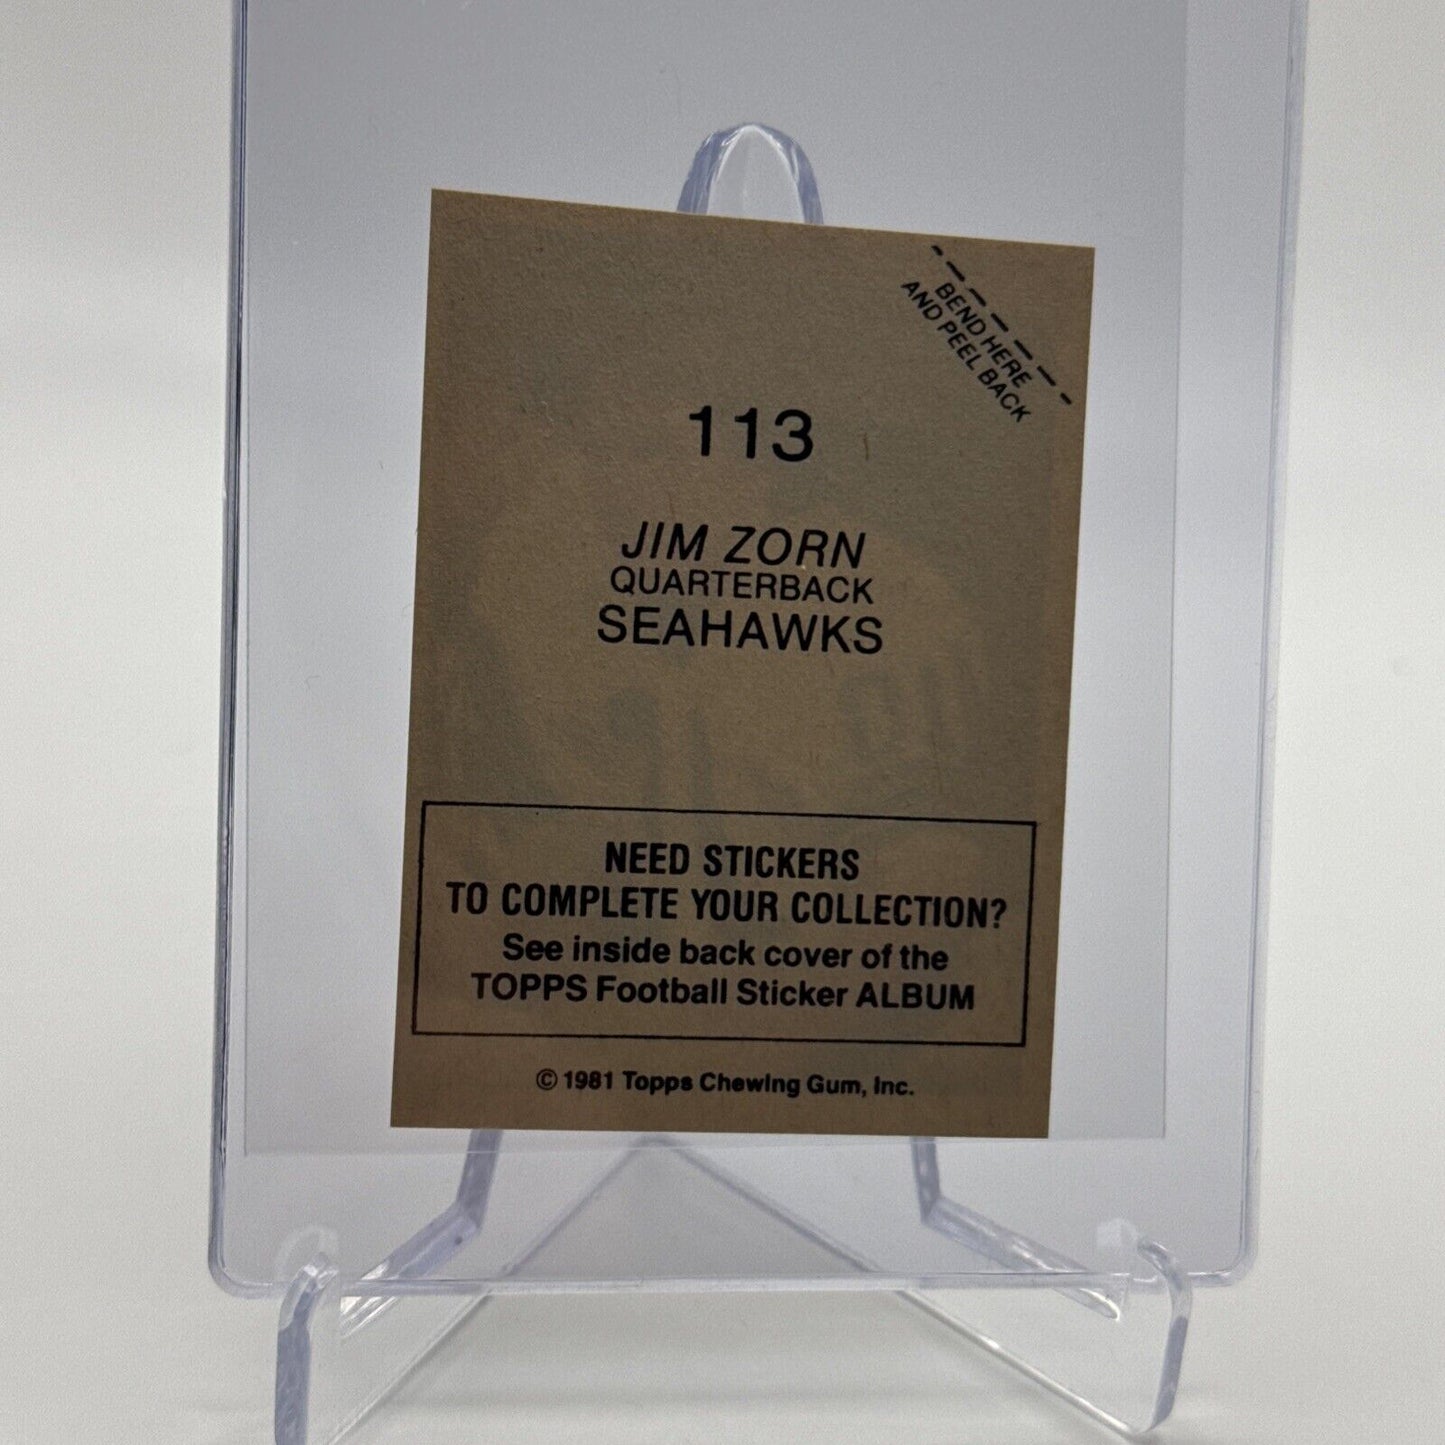 BEND HERE
AND PEEL BACK
113
JIM ZORN
QUARTERBACK
SEAHAWKS
NEED STICKERS
TO COMPLETE YOUR COLLECTION?
See inside back cover of the
TOPPS Football Sticker ALBUM
© 1981 Topps Chewing Gum, Inc.